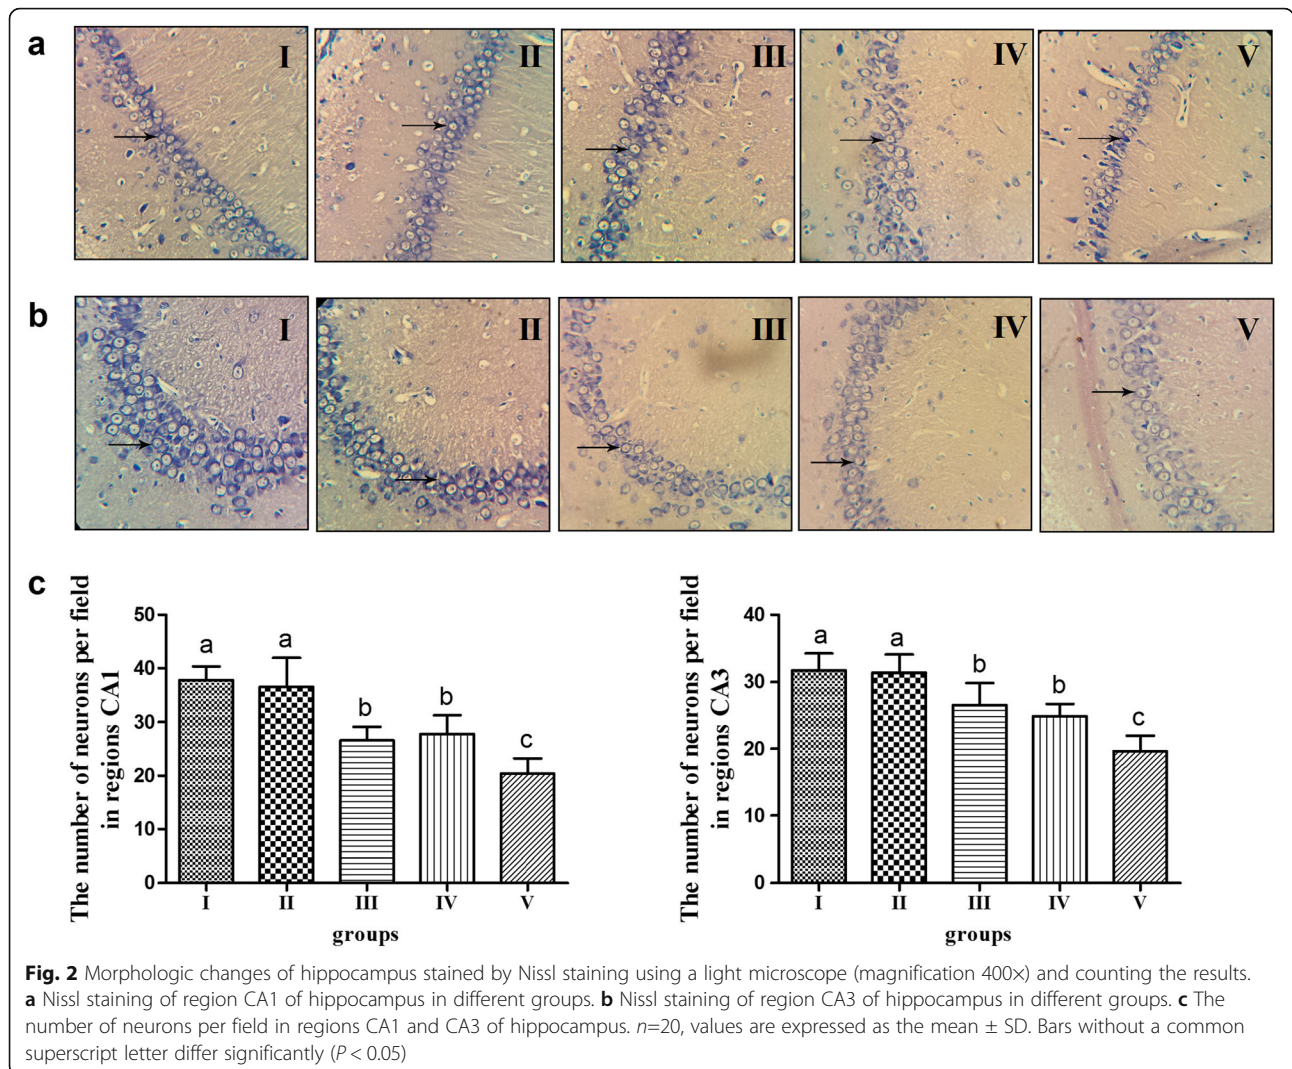 a
I
II
III
IV
V
b
I
II
III
IV
V
c
The number of neurons per field
in regions CA1
50
40
30
20
10
0
a
a
b
b
c
I
II
III
IV
V
groups
The number of neurons per field
in regions CA3
40
30
20
10
0
a
a
b
b
c
I
II
III
IV
V
groups
Fig. 2 Morphologic changes of hippocampus stained by Nissl staining using a light microscope (magnification 400×) and counting the results.
a Nissl staining of region CA1 of hippocampus in different groups. b Nissl staining of region CA3 of hippocampus in different groups. c The
number of neurons per field in regions CA1 and CA3 of hippocampus. n=20, values are expressed as the mean ± SD. Bars without a common
superscript letter differ significantly (P < 0.05)